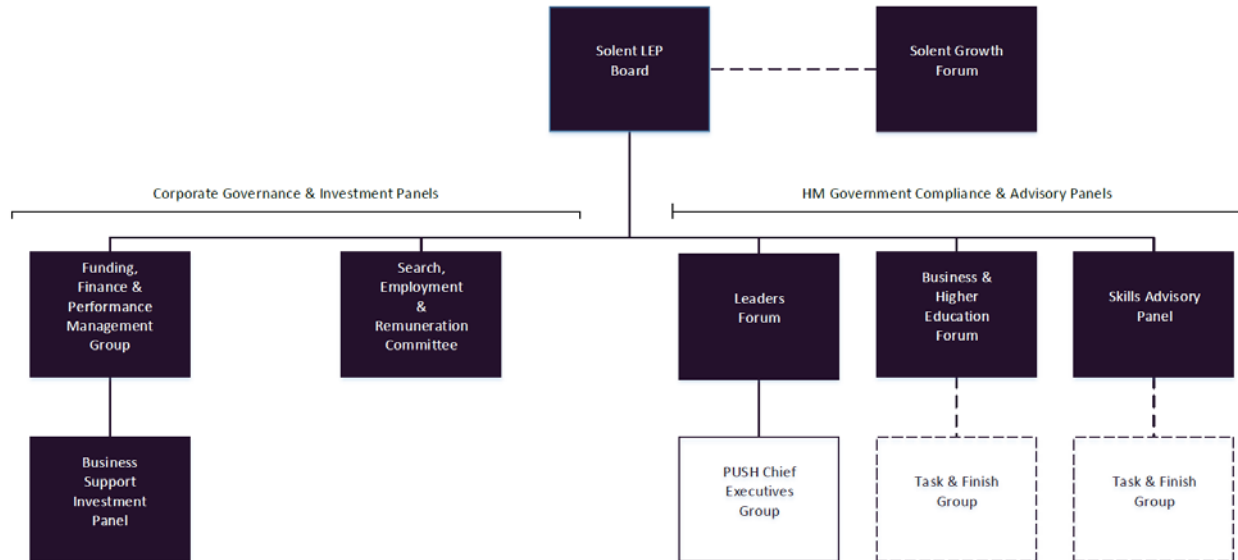 Solent LEP
Board
Solent Growth
Forum
Corporate Governance & Investment Panels
HM Government Compliance & Advisory Panels
Funding,
Finance &
Performance
Management
Group
Search,
Employment
&
Remuneration
Committee
Leaders
Forum
Business &
Higher
Education
Forum
Skills Advisory
Panel
Business
Support
Investment
Panel
PUSH Chief
Executives
Group
Task & Finish
Group
Task & Finish
Group